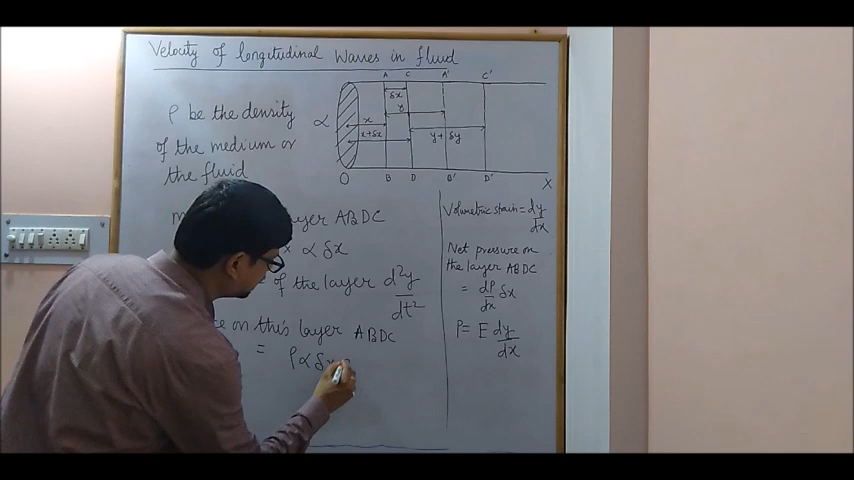 Velocity of longitudinal Waves in fluid
A C A' C'
δx
ρ be the density
y
α
x
x+δx
y+δy
of the medium or
the fluid
O B D B' D' X
Volumetric strain = dy/dx
layer ABDC
α δx
Net pressure on
the layer ABDC
= dP/dx δx
of the layer d²y/dt²
on this layer ABDC
P = E dy/dx
= ρ α δx